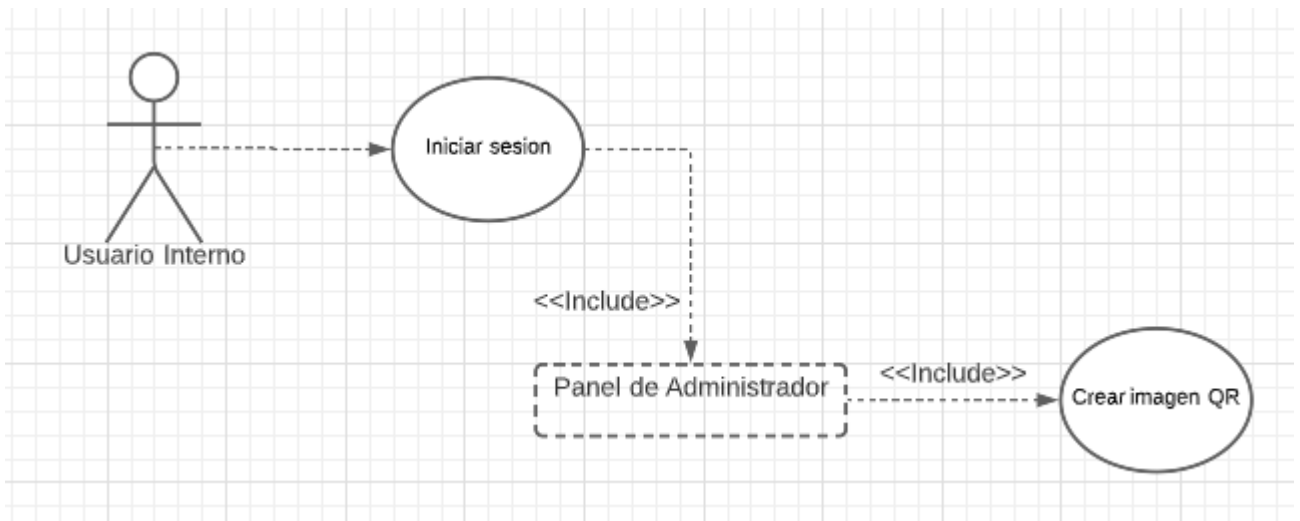 Iniciar sesion
Usuario Interno
<<Include>>
Panel de Administrador
<<Include>>
Crear imagen QR